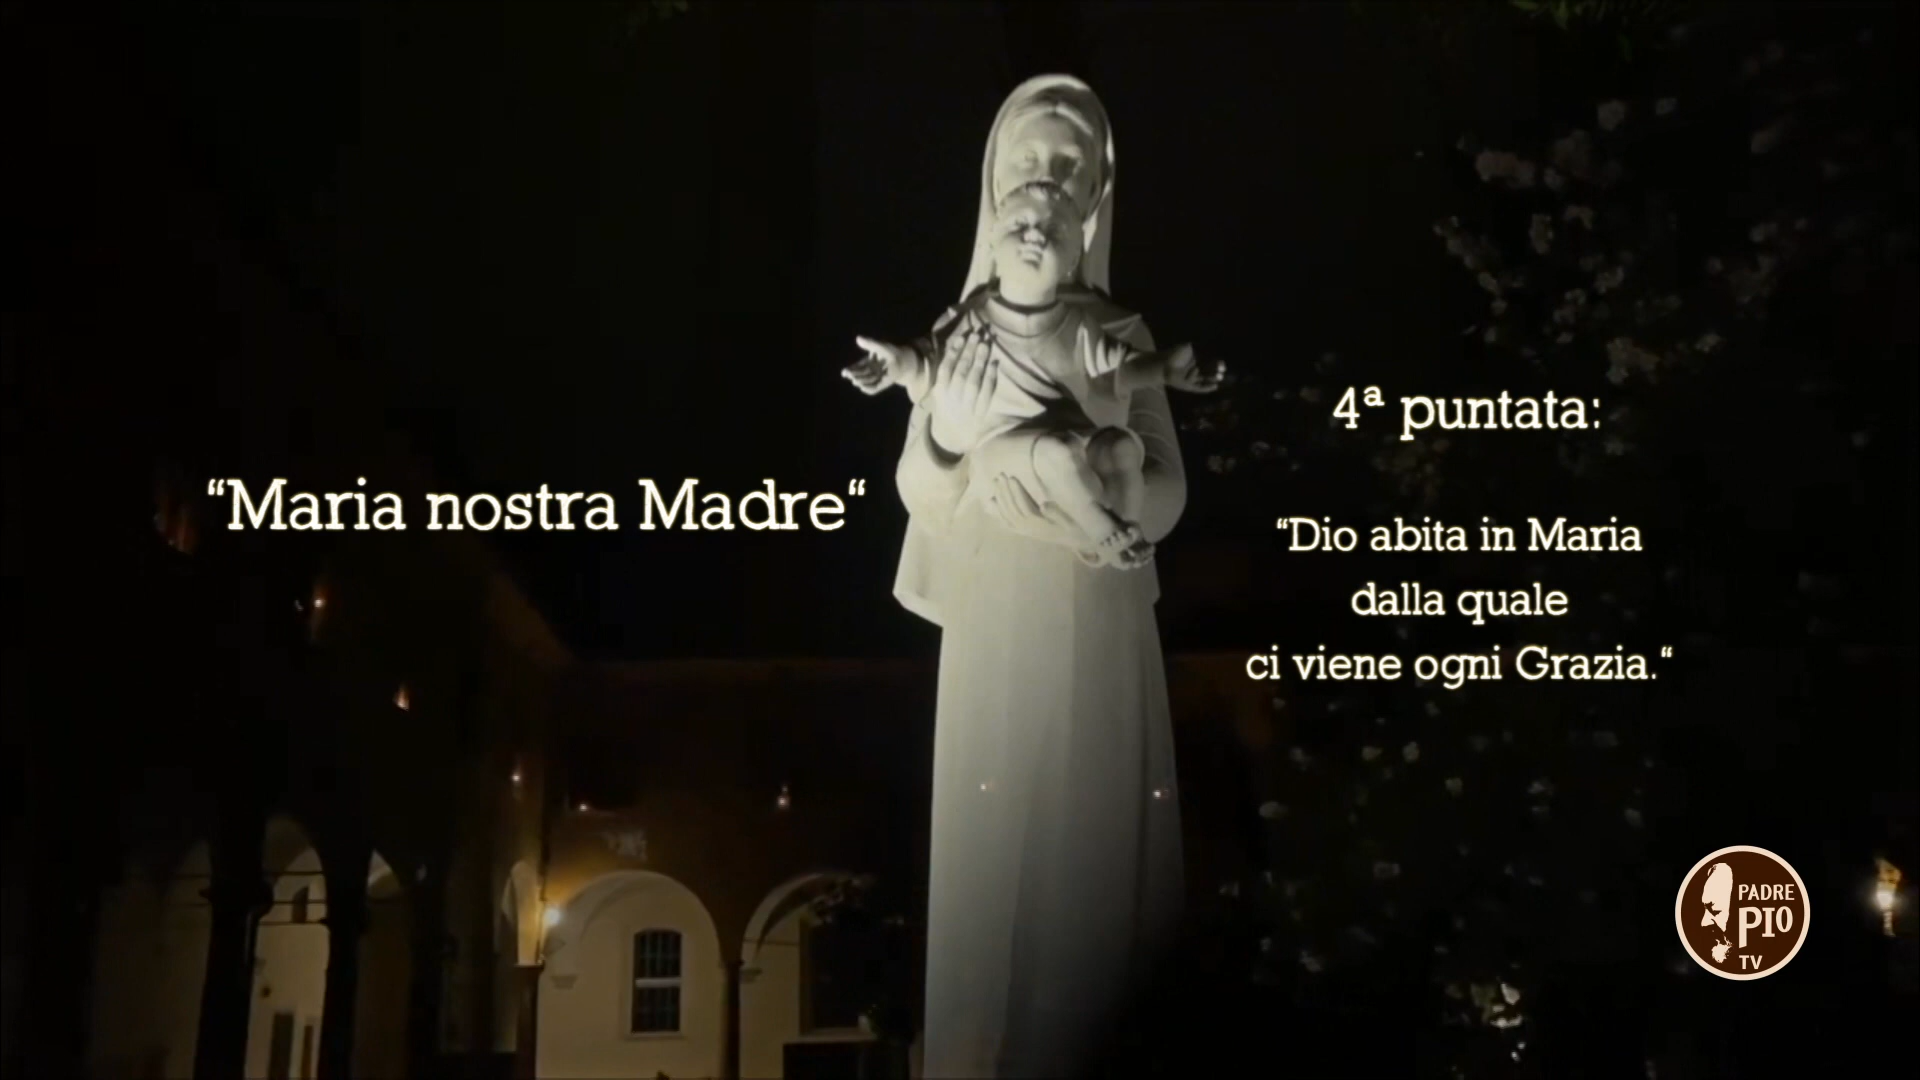 “Maria nostra Madre“
4ª puntata:
“Dio abita in Maria
dalla quale
ci viene ogni Grazia.“
PADRE
PIO
TV